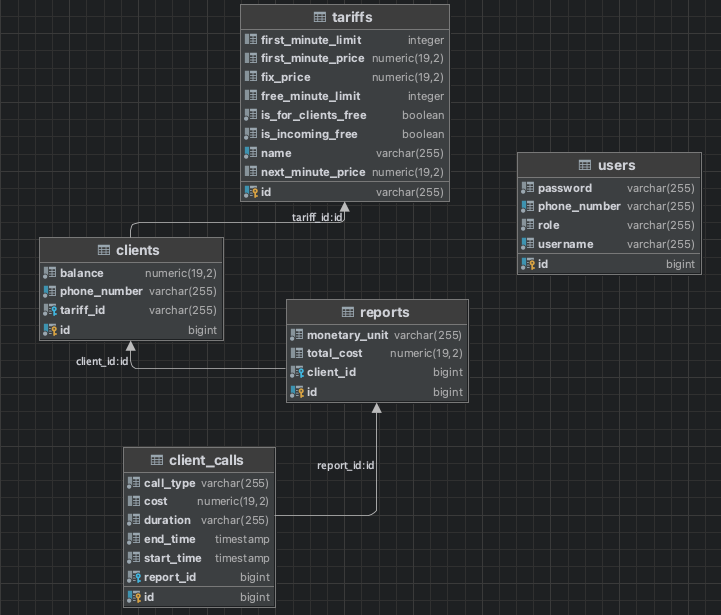 tariffs
first_minute_limit integer
first_minute_price numeric(19,2)
fix_price numeric(19,2)
free_minute_limit integer
is_for_clients_free boolean
is_incoming_free boolean
name varchar(255)
next_minute_price numeric(19,2)
id varchar(255)
users
password varchar(255)
phone_number varchar(255)
role varchar(255)
username varchar(255)
id bigint
tariff_id:id
clients
balance numeric(19,2)
phone_number varchar(255)
tariff_id varchar(255)
id bigint
reports
monetary_unit varchar(255)
total_cost numeric(19,2)
client_id bigint
id bigint
client_id:id
client_calls
call_type varchar(255)
cost numeric(19,2)
duration varchar(255)
end_time timestamp
start_time timestamp
report_id bigint
id bigint
report_id:id